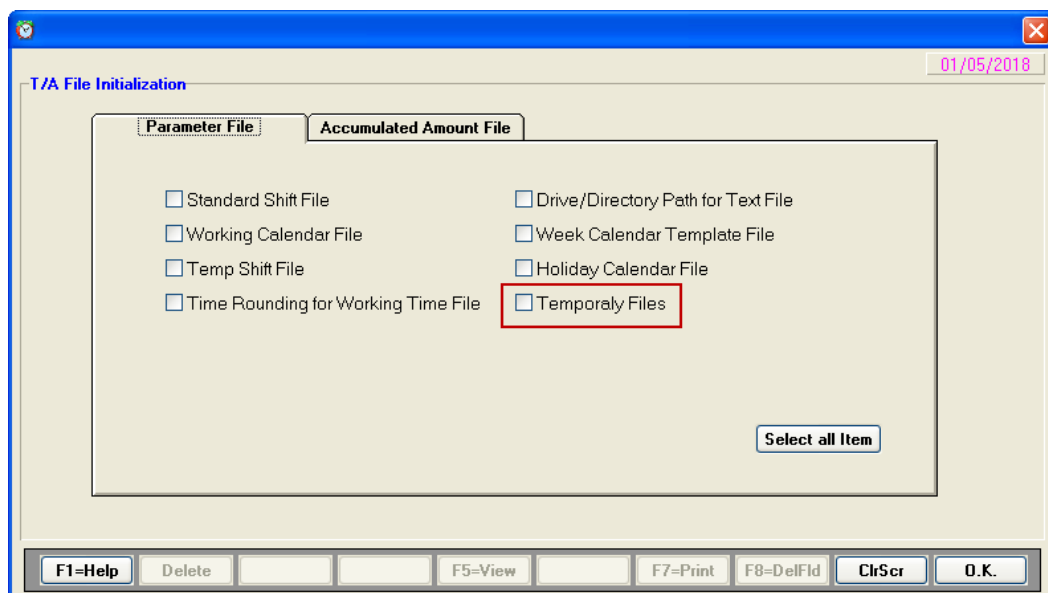 01/05/2018
T/A File Initialization
Parameter File
Accumulated Amount File
Standard Shift File
Drive/Directory Path for Text File
Working Calendar File
Week Calendar Template File
Temp Shift File
Holiday Calendar File
Time Rounding for Working Time File
Temporaly Files
Select all Item
F1=Help Delete F5=View F7=Print F8=DelFld ClrScr O.K.